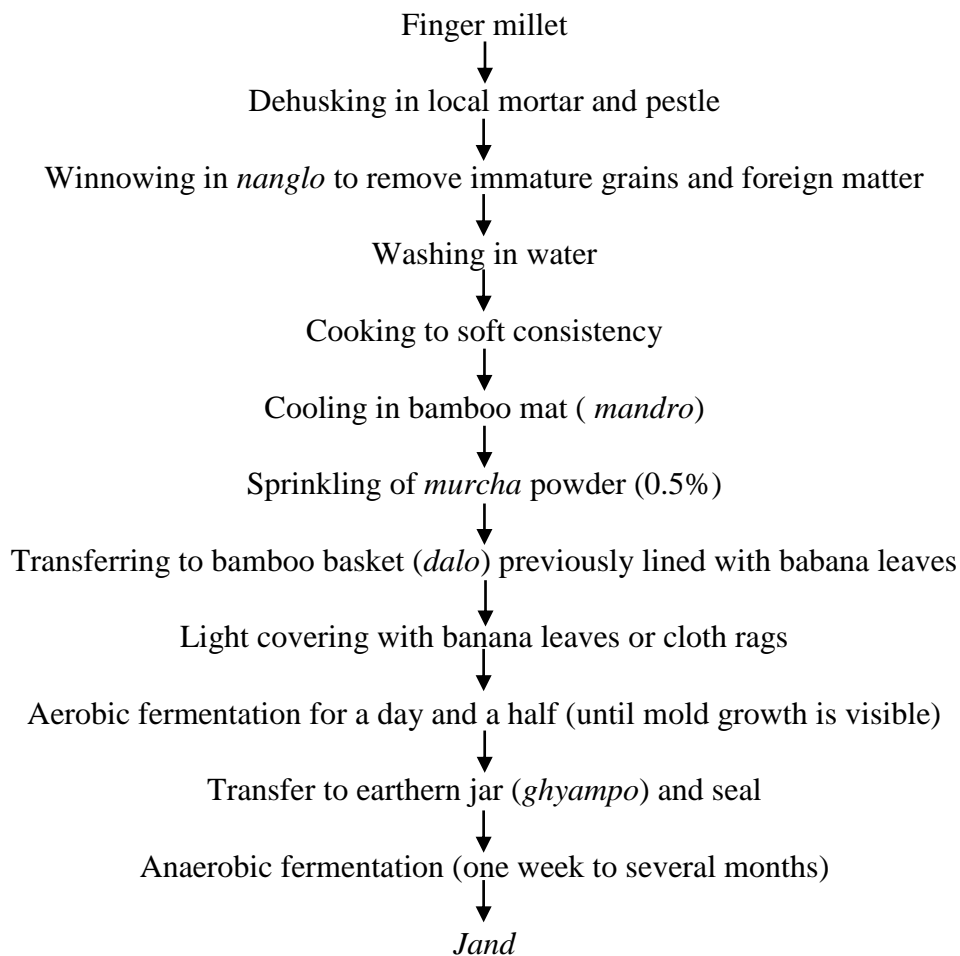 Finger millet
Dehusking in local mortar and pestle
Winnowing in nanglo to remove immature grains and foreign matter
Washing in water
Cooking to soft consistency
Cooling in bamboo mat ( mandro)
Sprinkling of murcha powder (0.5%)
Transferring to bamboo basket (dalo) previously lined with babana leaves
Light covering with banana leaves or cloth rags
Aerobic fermentation for a day and a half (until mold growth is visible)
Transfer to earthern jar (ghyampo) and seal
Anaerobic fermentation (one week to several months)
Jand